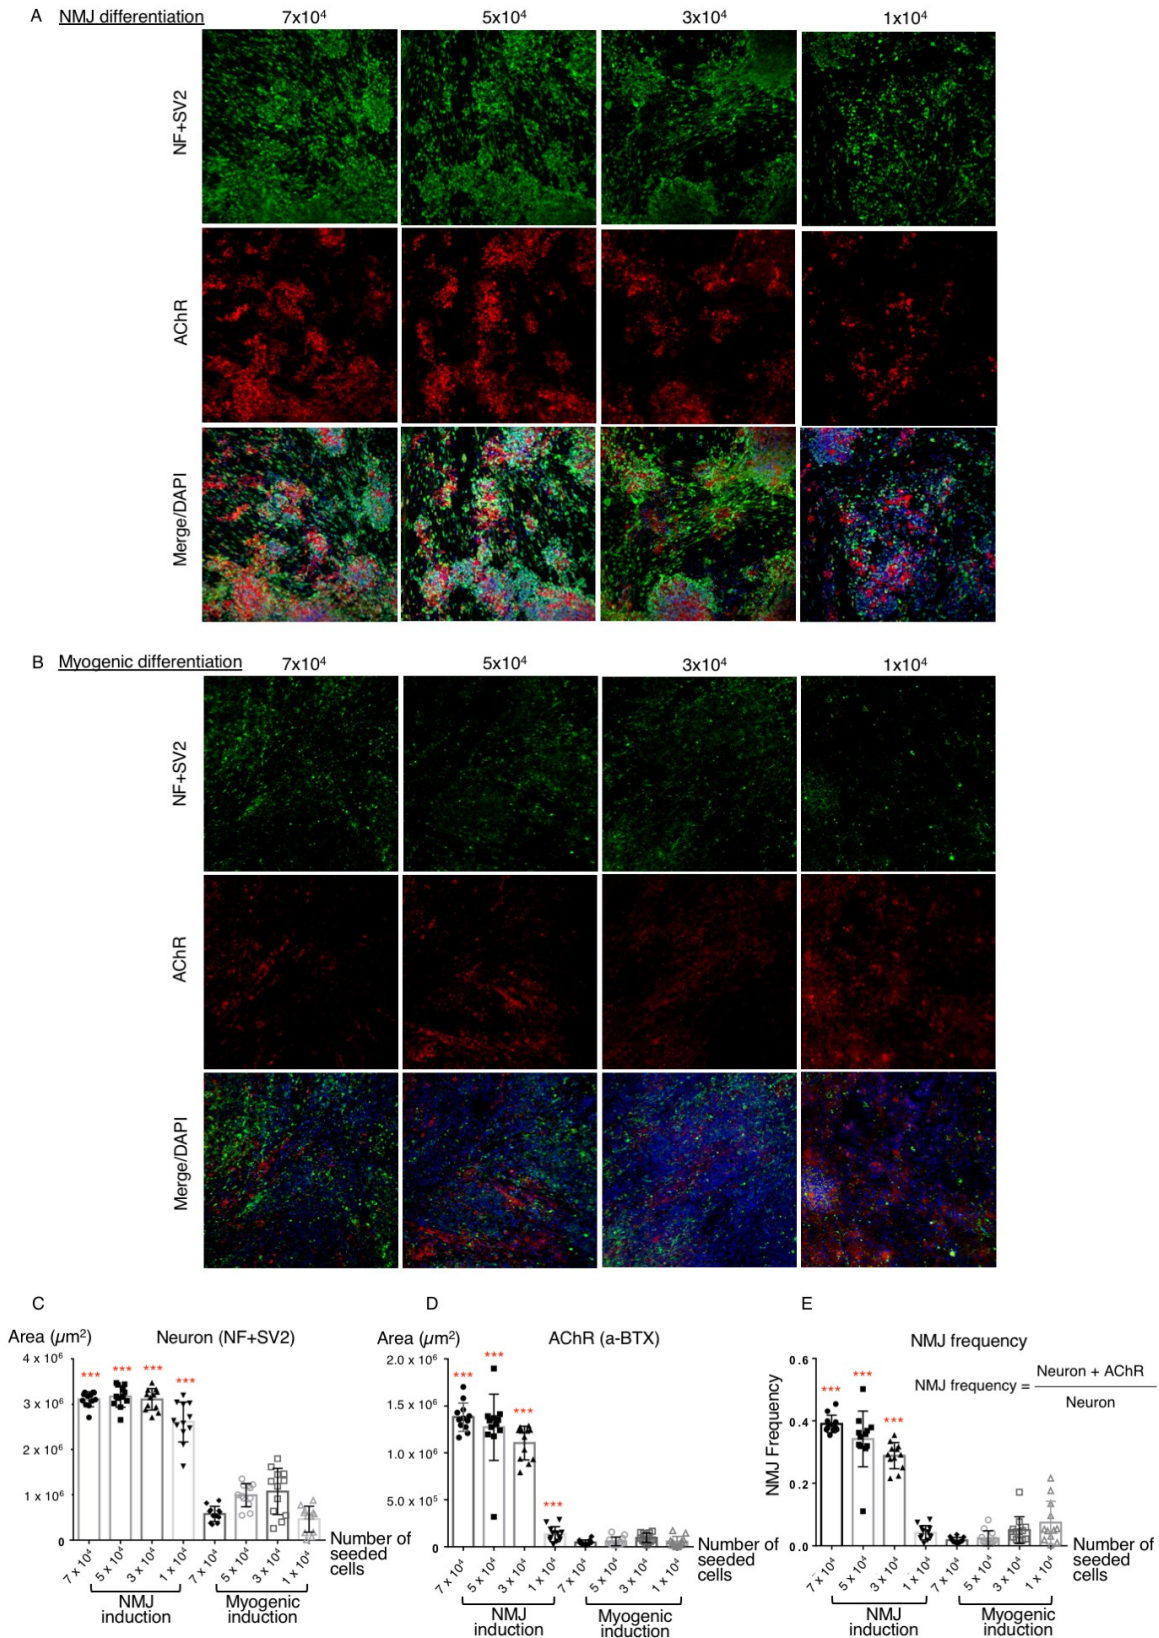 A NMJ differentiation 7x10⁴ 5x10⁴ 3x10⁴ 1x10⁴
NF+SV2
AChR
Merge/DAPI
B Myogenic differentiation 7x10⁴ 5x10⁴ 3x10⁴ 1x10⁴
NF+SV2
AChR
Merge/DAPI
C
Area (µm²) Neuron (NF+SV2)
4 x 10⁶
3 x 10⁶
2 x 10⁶
1 x 10⁶
0
*** *** *** ***
7 x 10⁴ 5 x 10⁴ 3 x 10⁴ 1 x 10⁴ 7 x 10⁴ 5 x 10⁴ 3 x 10⁴ 1 x 10⁴
Number of
seeded
cells
NMJ
induction
Myogenic
induction
D
Area (µm²) AChR (a-BTX)
2.0 x 10⁶
1.5 x 10⁶
1.0 x 10⁶
5.0 x 10⁵
0
*** *** *** ***
7 x 10⁴ 5 x 10⁴ 3 x 10⁴ 1 x 10⁴ 7 x 10⁴ 5 x 10⁴ 3 x 10⁴ 1 x 10⁴
Number of
seeded
cells
NMJ
induction
Myogenic
induction
E
NMJ frequency
NMJ frequency = Neuron + AChR
Neuron
NMJ Frequency
0.6
0.4
0.2
0.0
*** *** ***
7 x 10⁴ 5 x 10⁴ 3 x 10⁴ 1 x 10⁴ 7 x 10⁴ 5 x 10⁴ 3 x 10⁴ 1 x 10⁴
Number of
seeded
cells
NMJ
induction
Myogenic
induction